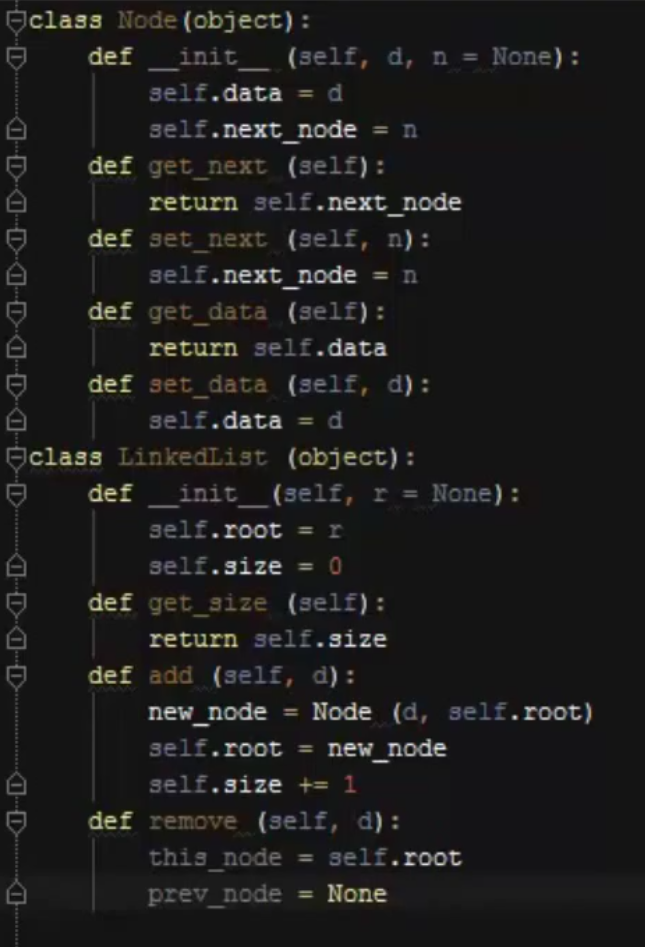 class Node(object):
    def __init__ (self, d, n = None):
        self.data = d
        self.next_node = n
    def get_next (self):
        return self.next_node
    def set_next (self, n):
        self.next_node = n
    def get_data (self):
        return self.data
    def set_data (self, d):
        self.data = d
class LinkedList (object):
    def __init__(self, r = None):
        self.root = r
        self.size = 0
    def get_size (self):
        return self.size
    def add (self, d):
        new_node = Node (d, self.root)
        self.root = new_node
        self.size += 1
    def remove (self, d):
        this_node = self.root
        prev_node = None